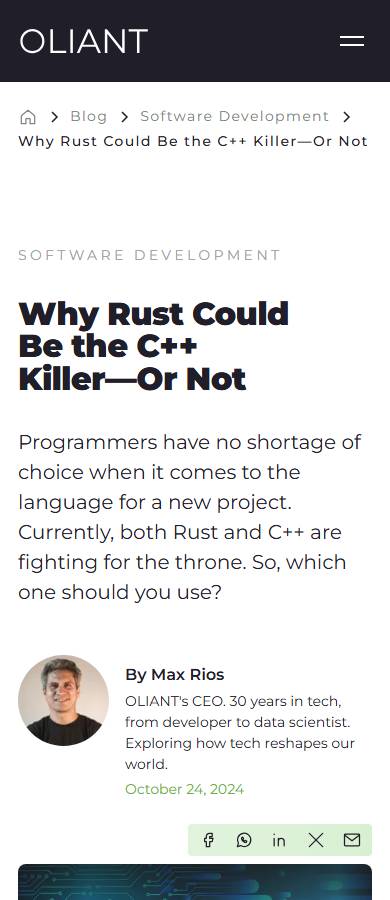 OLIANT
Blog
Software Development
Why Rust Could Be the C++ Killer—Or Not
SOFTWARE DEVELOPMENT
Why Rust Could
Be the C++
Killer—Or Not
Programmers have no shortage of
choice when it comes to the
language for a new project.
Currently, both Rust and C++ are
fighting for the throne. So, which
one should you use?
By Max Rios
OLIANT's CEO. 30 years in tech,
from developer to data scientist.
Exploring how tech reshapes our
world.
October 24, 2024